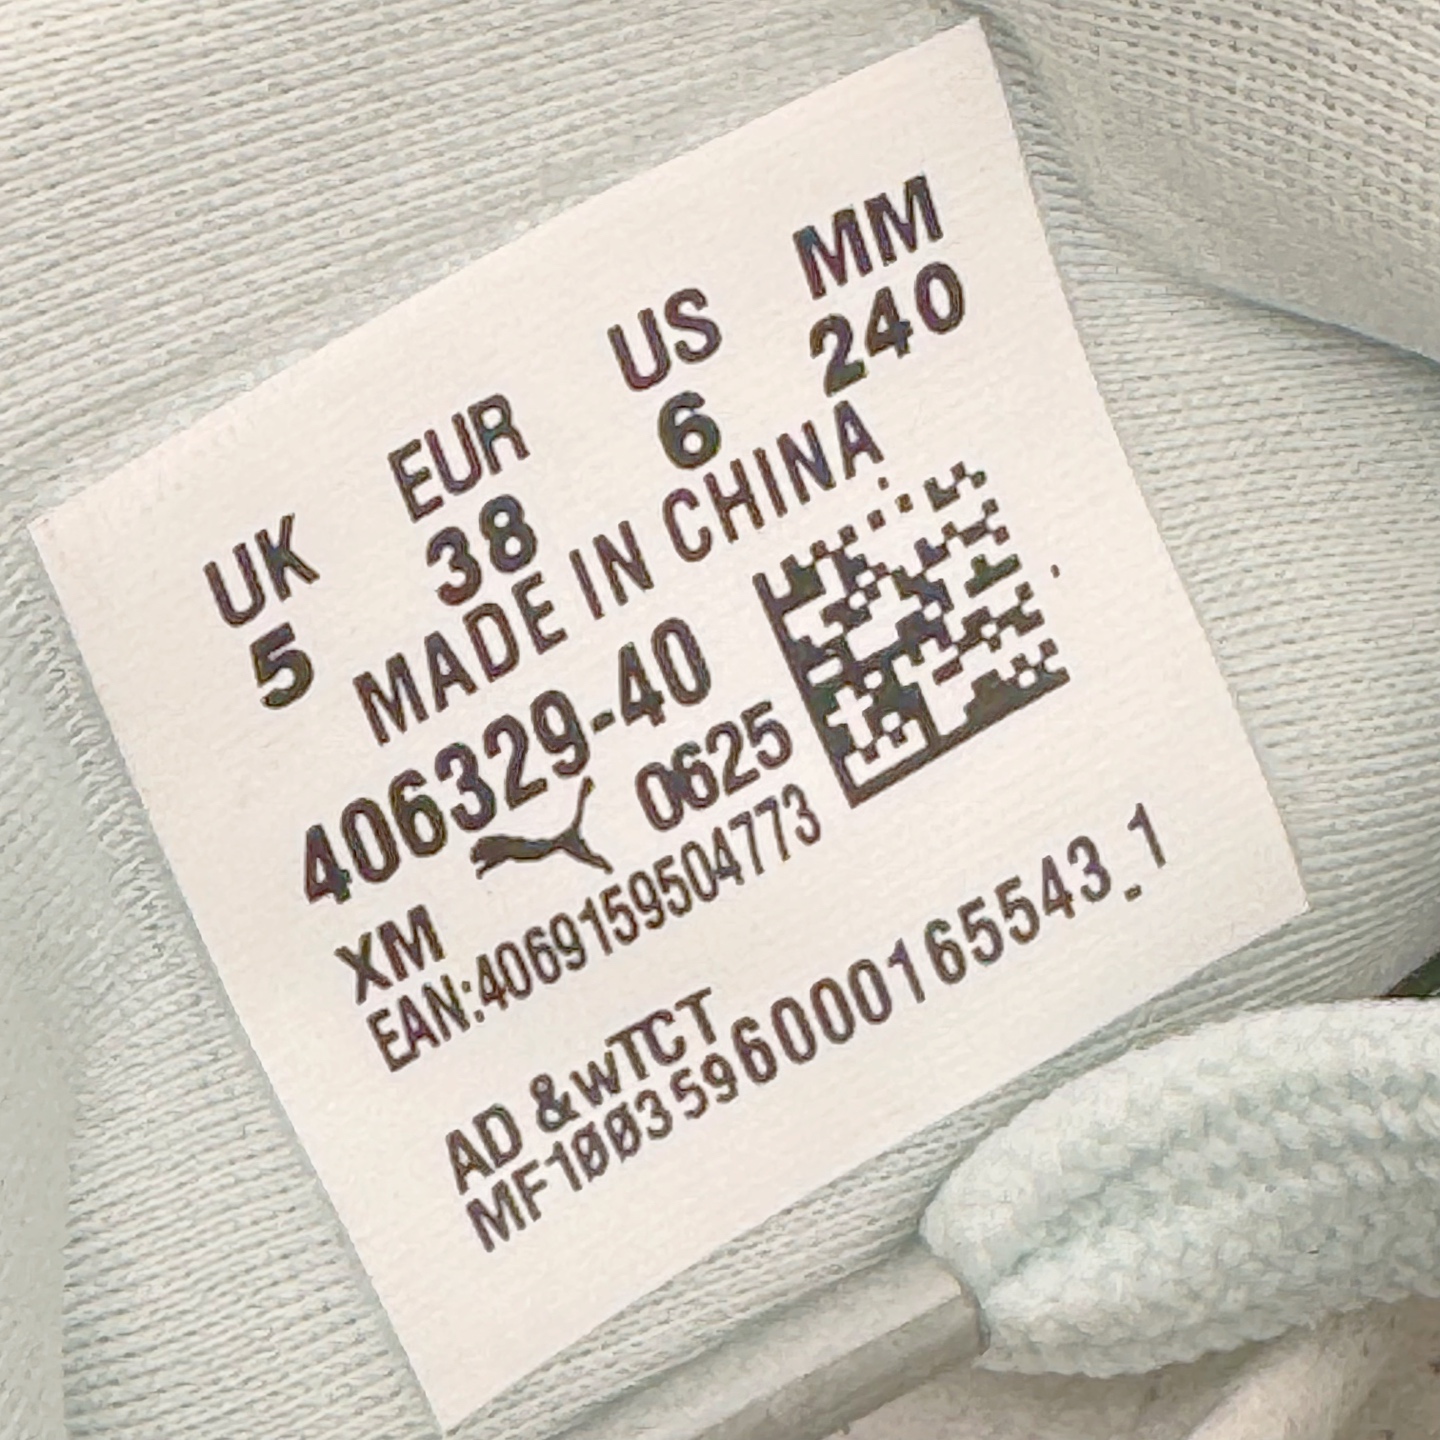 UK EUR US MM
5 38 6 240
MADE IN CHINA
406329-40
0625
XM
EAN:4069159504773
AD &wTCT
MF1003596000165543_1